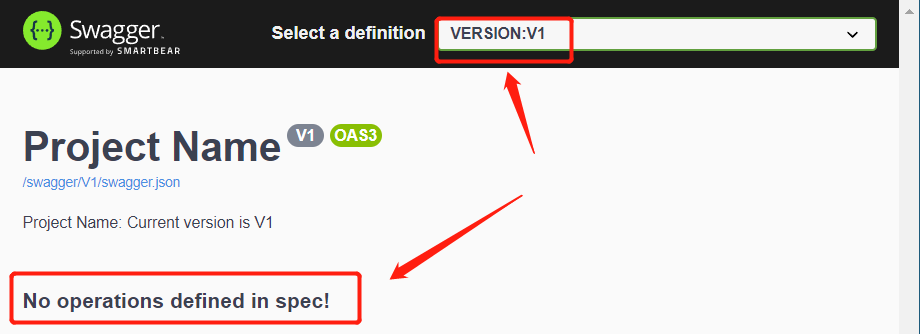 Swagger
Supported by SMARTBEAR
Select a definition
VERSION:V1
Project Name V1 OAS3
/swagger/V1/swagger.json
Project Name: Current version is V1
No operations defined in spec!